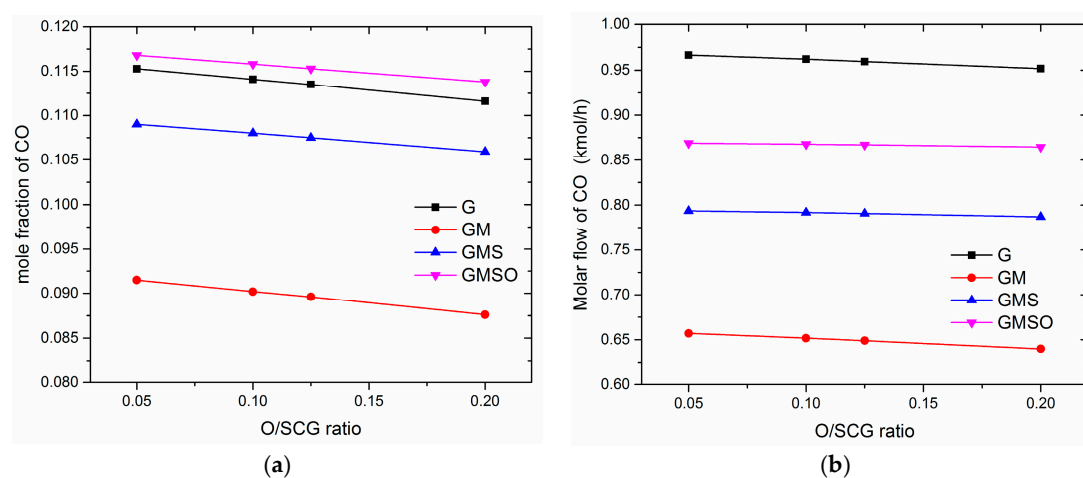 0.120
0.115
0.110
0.105
0.100
0.095
0.090
0.085
0.080
mole fraction of CO
G
GM
GMS
GMSO
0.05 0.10 0.15 0.20
O/SCG ratio
(a)
1.00
0.95
0.90
0.85
0.80
0.75
0.70
0.65
0.60
Molar flow of CO (kmol/h)
G
GM
GMS
GMSO
0.05 0.10 0.15 0.20
O/SCG ratio
(b)